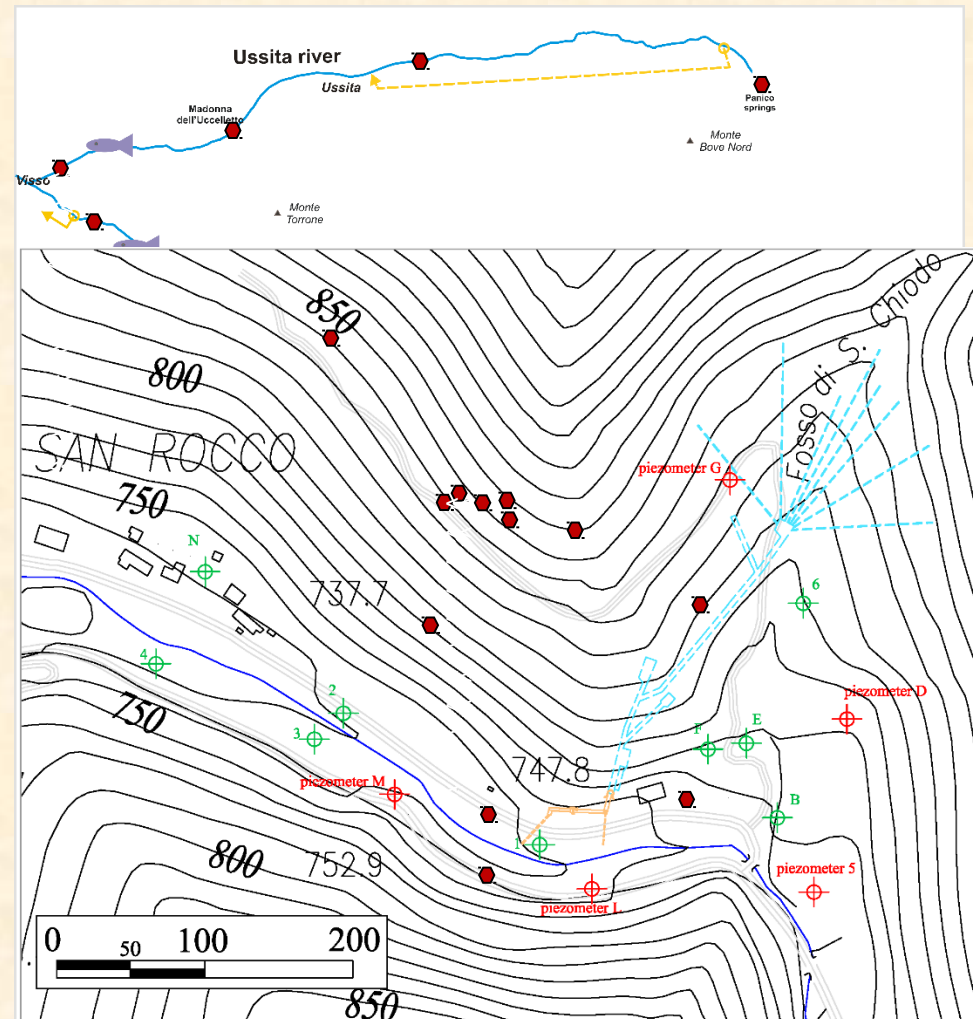 Ussita river
Ussita
Madonna
dell'Uccelletto
Panico
springs
Monte
Bove Nord
Visso
Monte
Torrone
850
Fosso di S. Chiodo
800
SAN ROCCO
piezometer G
750
N
737.7
6
4
2
piezometer D
750
3
F
E
747.8
piezometer M
B
1
800
752.9
piezometer 5
piezometer L
0
50
100
200
850